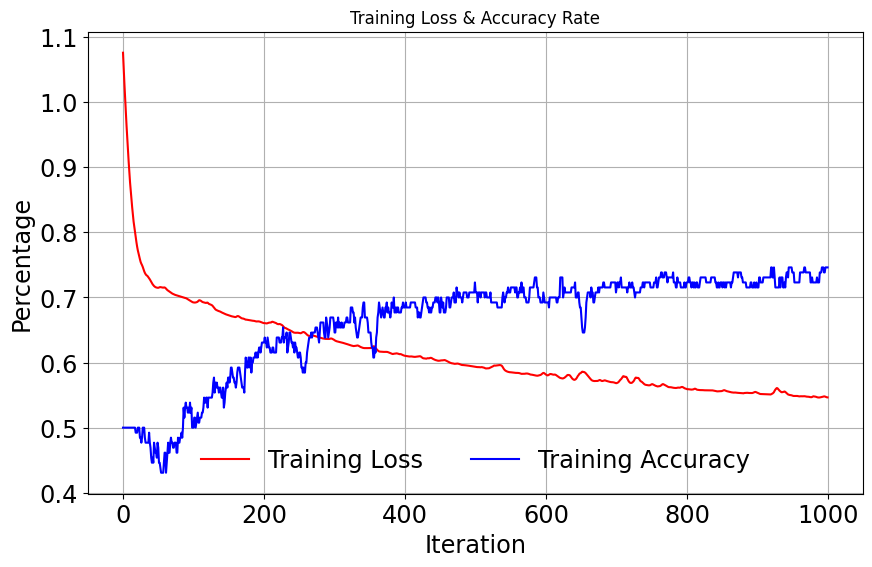 Training Loss & Accuracy Rate
1.1
1.0
0.9
0.8
0.7
0.6
0.5
0.4
Percentage
Training Loss Training Accuracy
0 200 400 600 800 1000
Iteration